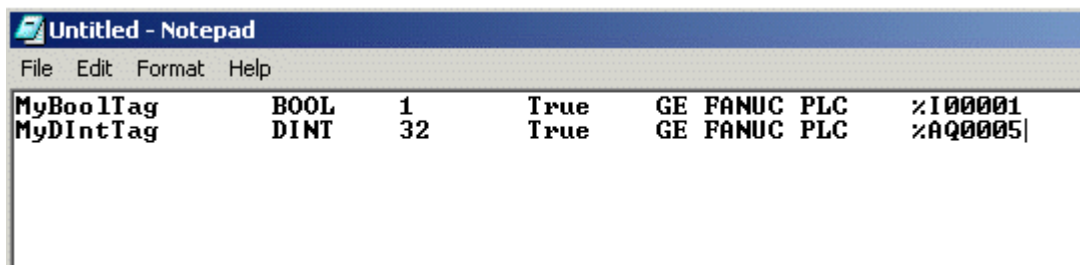 Untitled - Notepad
File Edit Format Help
MyBoolTag BOOL 1 True GE FANUC PLC %I00001
MyDIntTag DINT 32 True GE FANUC PLC %AQ0005